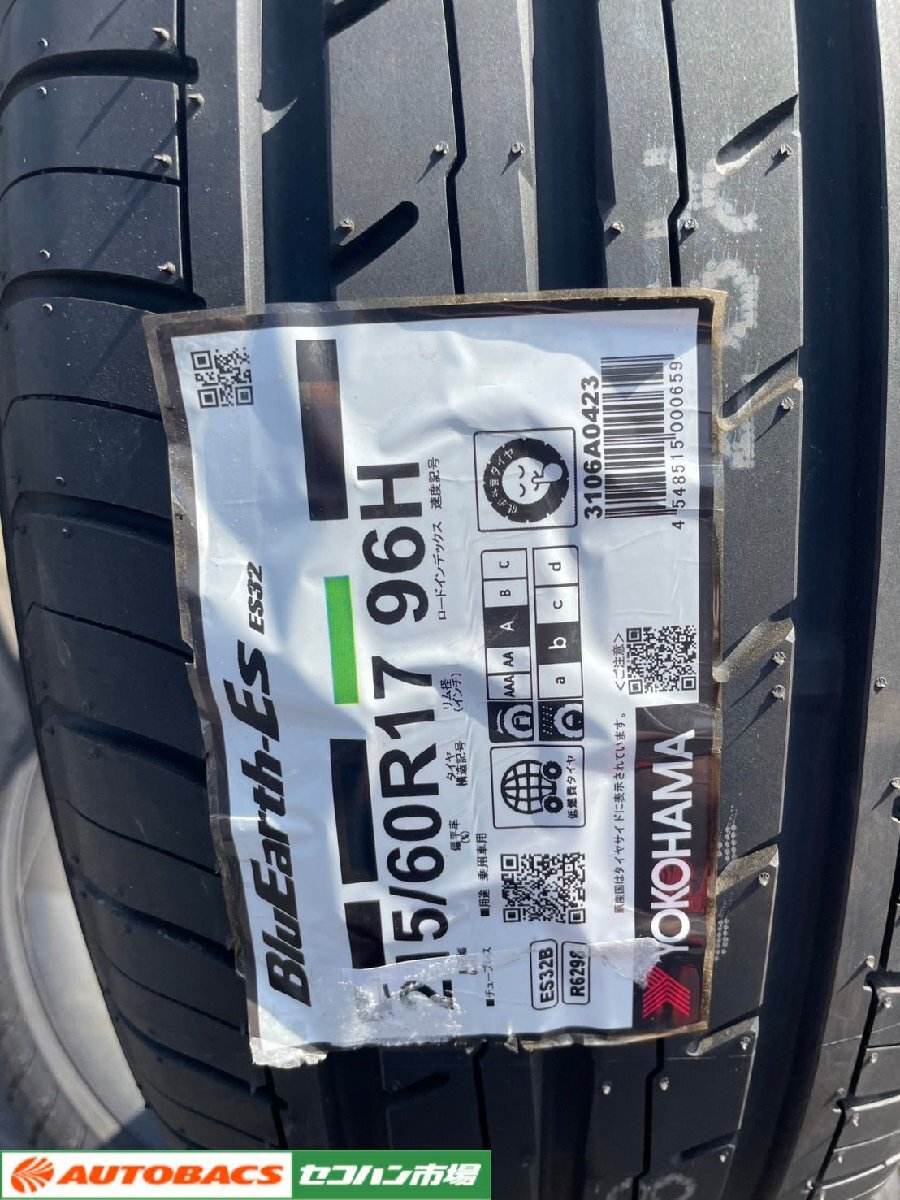 BluEarth-Es ES32
215/60R17 96H
偏平率
(%)
タイヤ
構造記号
リム径
(インチ)
ロードインデックス
速度記号
■チューブレス
■用途 乗用車用
低燃費タイヤ
AAA AA A B C
a b c d
ES32B
R6298
3106A0423
4 548515 000659
<ご注意>
原産国はタイヤサイドに表示されています。
YOKOHAMA
AUTOBACS セコハン市場